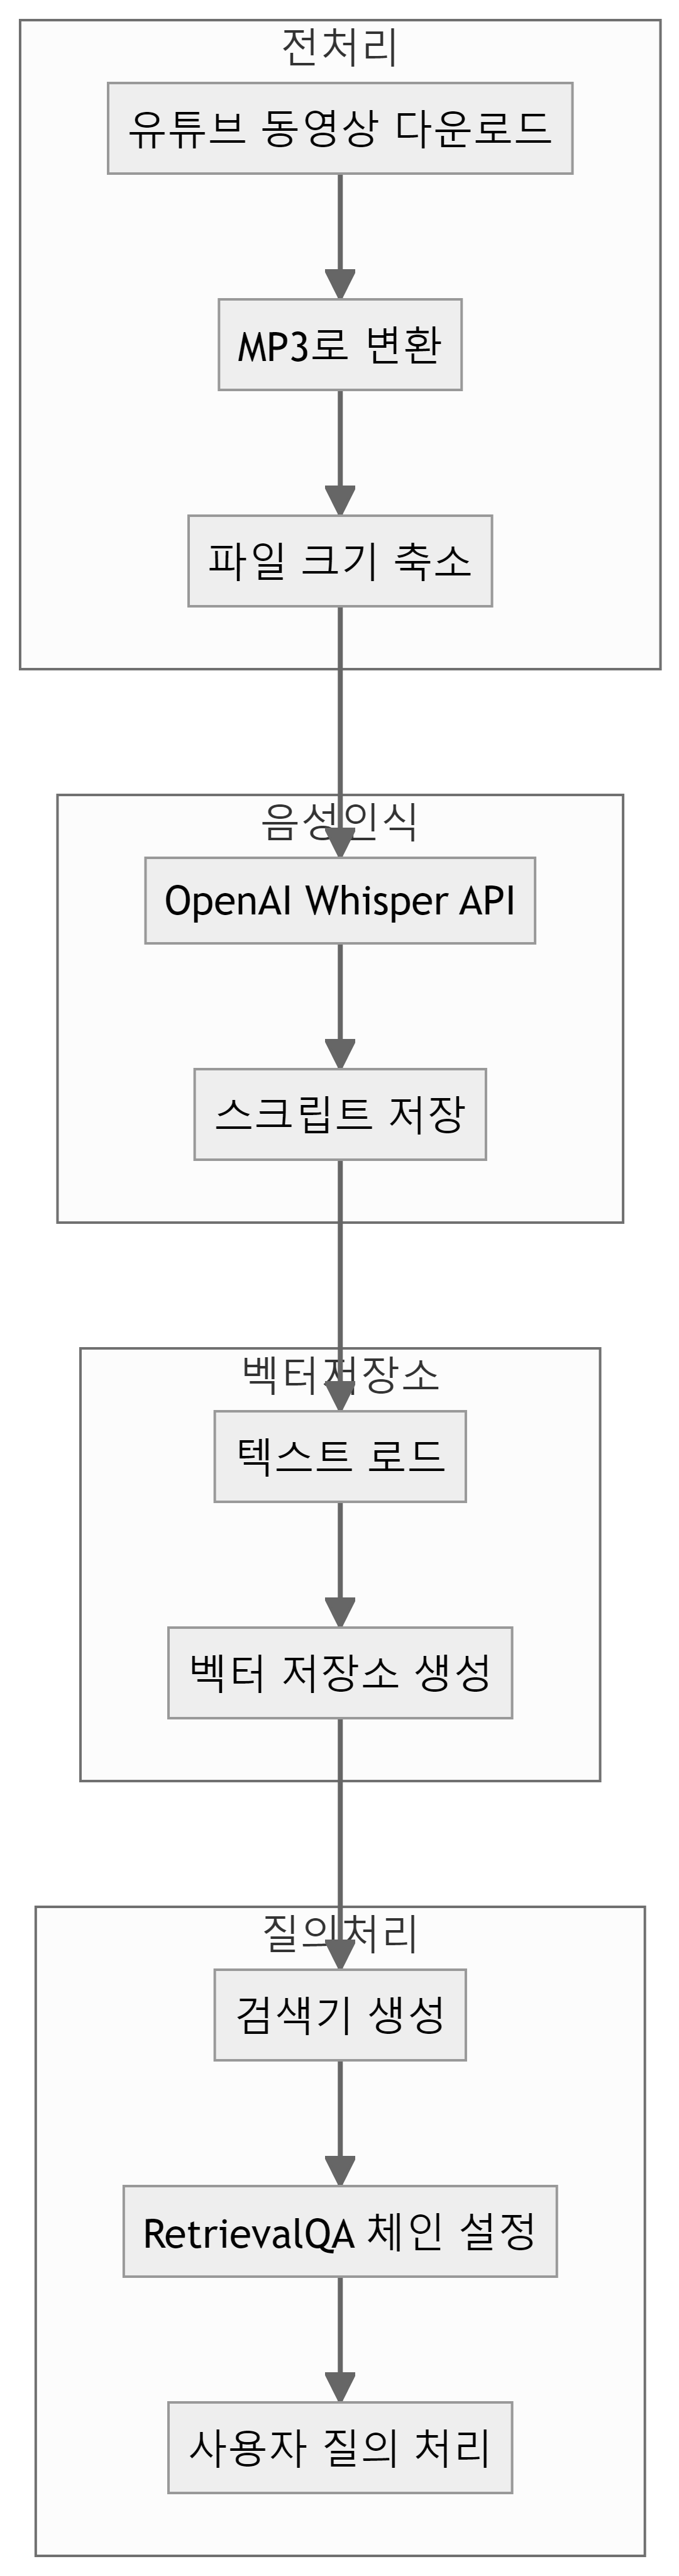 전처리
유튜브 동영상 다운로드
MP3로 변환
파일 크기 축소
음성인식
OpenAI Whisper API
스크립트 저장
벡터저장소
텍스트 로드
벡터 저장소 생성
질의처리
검색기 생성
RetrievalQA 체인 설정
사용자 질의 처리